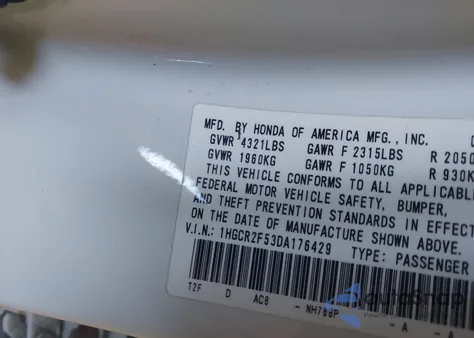 MFD. BY HONDA OF AMERICA MFG., INC.
GVWR 4321LBS GAWR F 2315LBS R 2050
GVWR 1960KG GAWR F 1050KG R 930K
THIS VEHICLE CONFORMS TO ALL APPLICABL
FEDERAL MOTOR VEHICLE SAFETY, BUMPER,
AND THEFT PREVENTION STANDARDS IN EFFECT
ON THE DATE OF MANUFACTURE SHOWN ABOVE.
V.I.N.: 1HGCR2F53DA176429 TYPE: PASSENGER
T2F D AC8 NH788P -A -A
AutoSnap